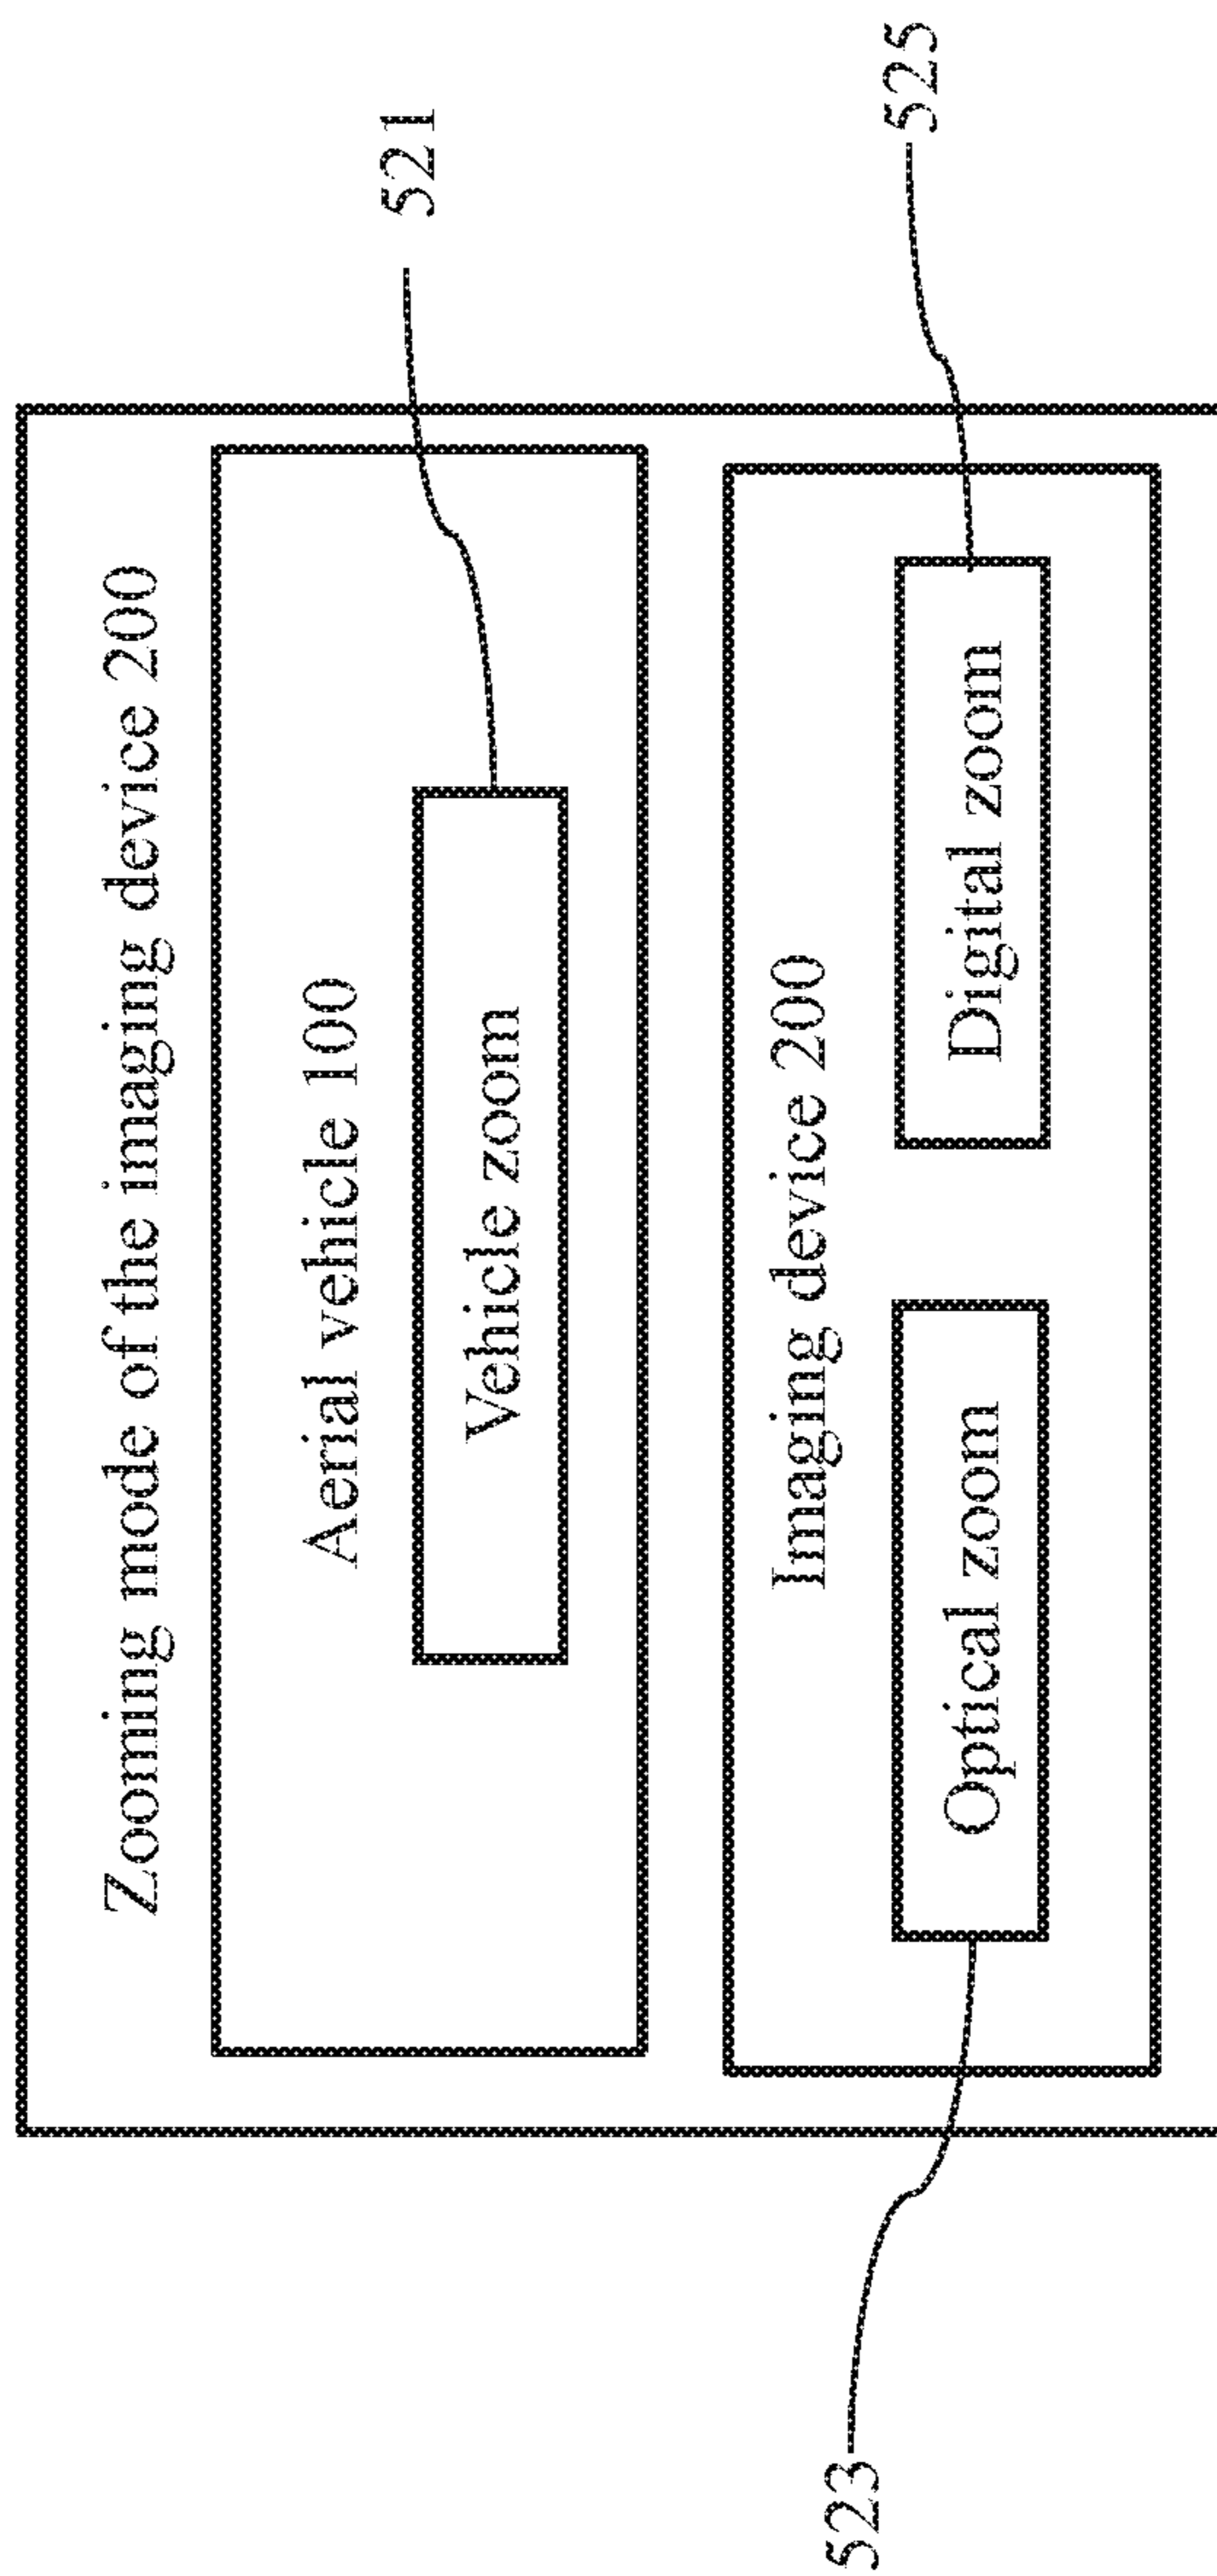 Zooming mode of the imaging device 200
Aerial vehicle 100
521
Vehicle zoom
Imaging device 200
523
Optical zoom
Digital zoom
525